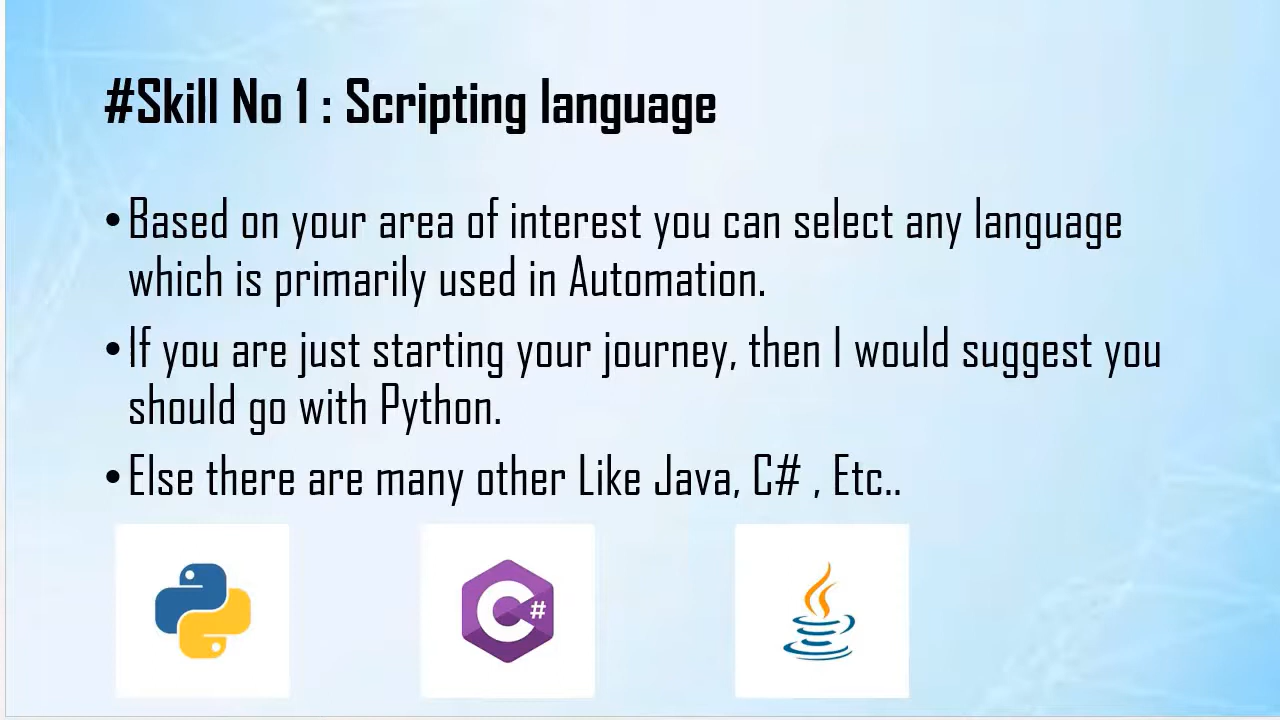 #Skill No 1 : Scripting language
•Based on your area of interest you can select any language
which is primarily used in Automation.
•If you are just starting your journey, then I would suggest you
should go with Python.
•Else there are many other Like Java, C# , Etc..
C#